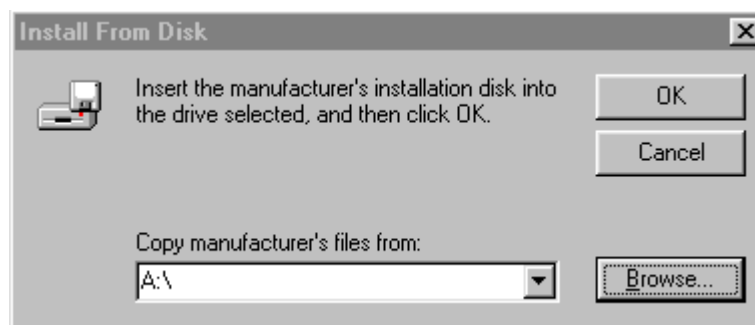 Install From Disk
Insert the manufacturer's installation disk into
the drive selected, and then click OK.
OK
Cancel
Copy manufacturer's files from:
A:\
Browse...